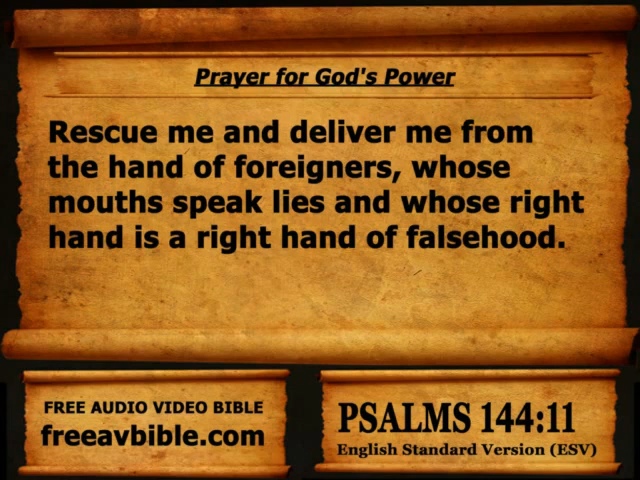 Prayer for God's Power
Rescue me and deliver me from
the hand of foreigners, whose
mouths speak lies and whose right
hand is a right hand of falsehood.
FREE AUDIO VIDEO BIBLE
freeavbible.com
PSALMS 144:11
English Standard Version (ESV)